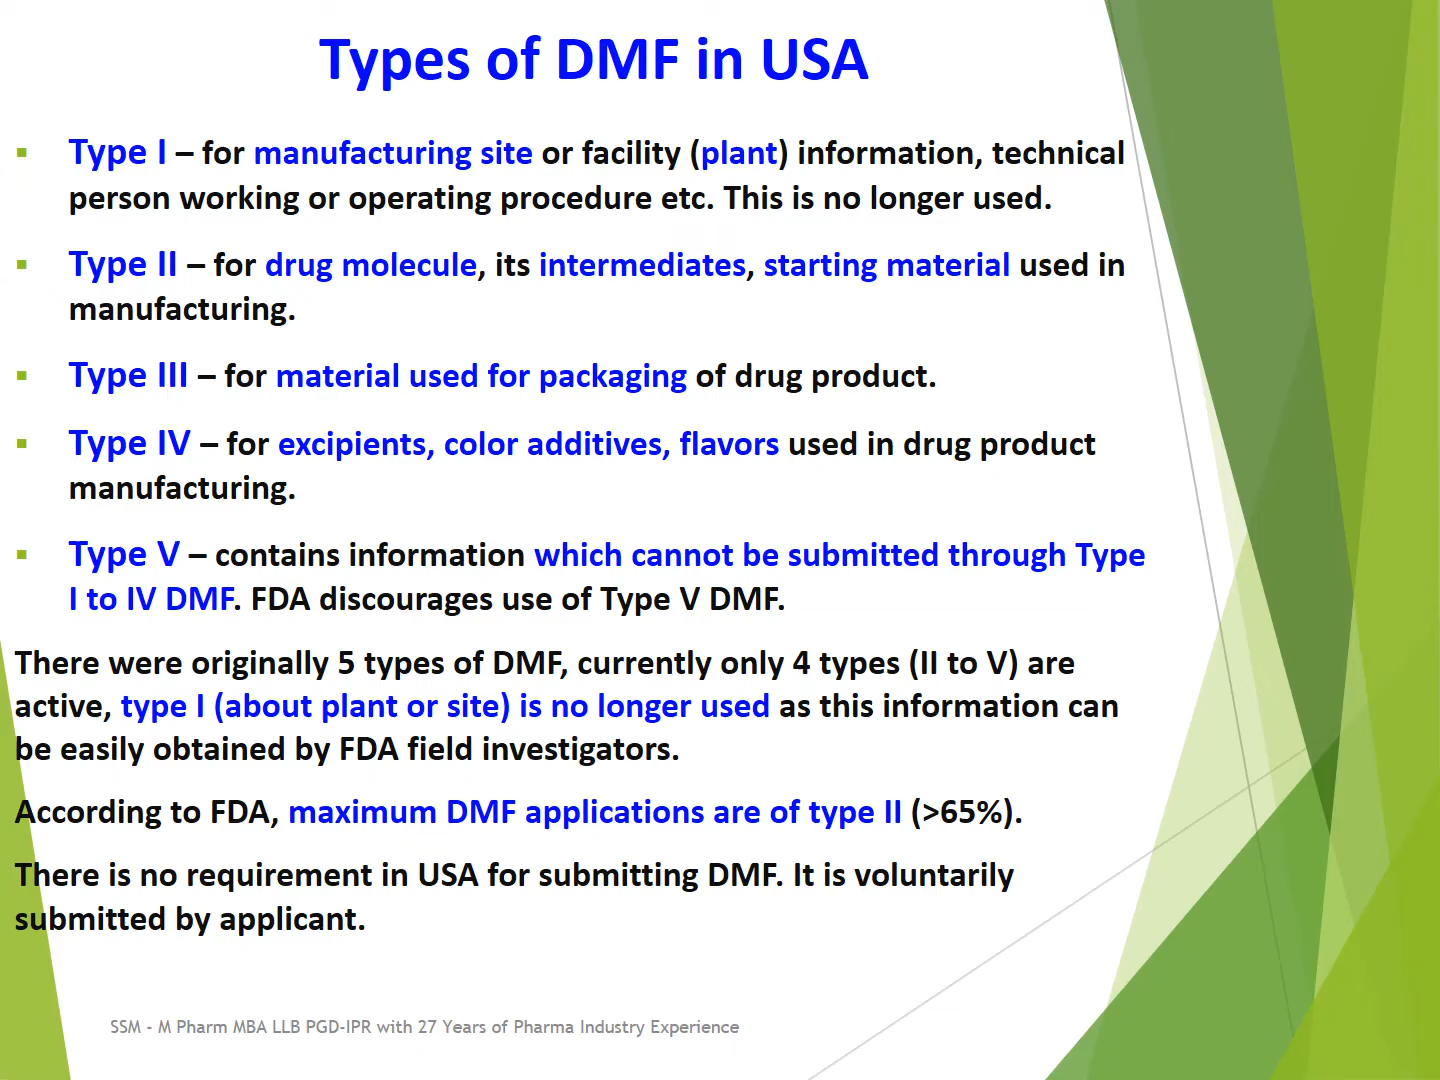 Types of DMF in USA
▪ Type I – for manufacturing site or facility (plant) information, technical
person working or operating procedure etc. This is no longer used.
▪ Type II – for drug molecule, its intermediates, starting material used in
manufacturing.
▪ Type III – for material used for packaging of drug product.
▪ Type IV – for excipients, color additives, flavors used in drug product
manufacturing.
▪ Type V – contains information which cannot be submitted through Type
I to IV DMF. FDA discourages use of Type V DMF.
There were originally 5 types of DMF, currently only 4 types (II to V) are
active, type I (about plant or site) is no longer used as this information can
be easily obtained by FDA field investigators.
According to FDA, maximum DMF applications are of type II (>65%).
There is no requirement in USA for submitting DMF. It is voluntarily
submitted by applicant.
SSM - M Pharm MBA LLB PGD-IPR with 27 Years of Pharma Industry Experience